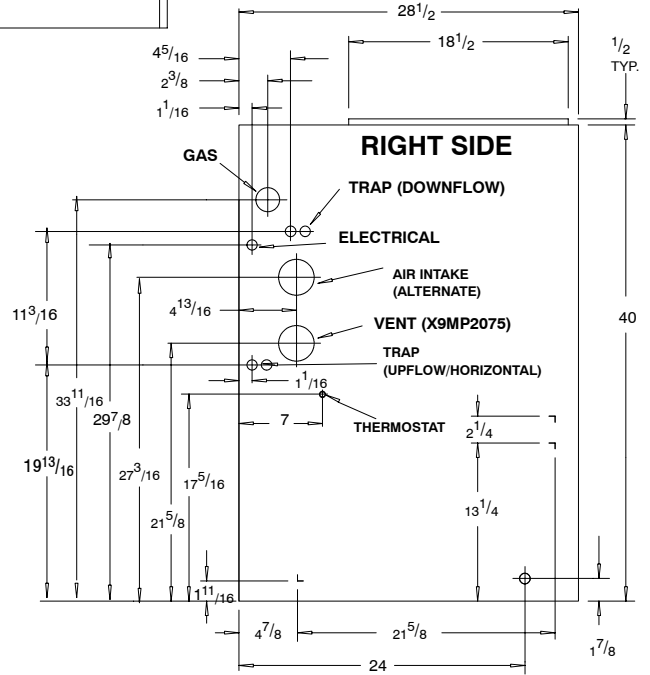 28 1/2
18 1/2
1/2
TYP.
4 5/16
2 3/8
1 1/16
RIGHT SIDE
GAS
TRAP (DOWNFLOW)
ELECTRICAL
AIR INTAKE
(ALTERNATE)
4 13/16
VENT (X9MP2075)
11 3/16
40
TRAP
(UPFLOW/HORIZONTAL)
1 1/16
33 11/16
29 7/8
7
THERMOSTAT
2 1/4
19 13/16
27 3/16
17 5/16
13 1/4
21 5/8
1 11/16
4 7/8
21 5/8
1 7/8
24